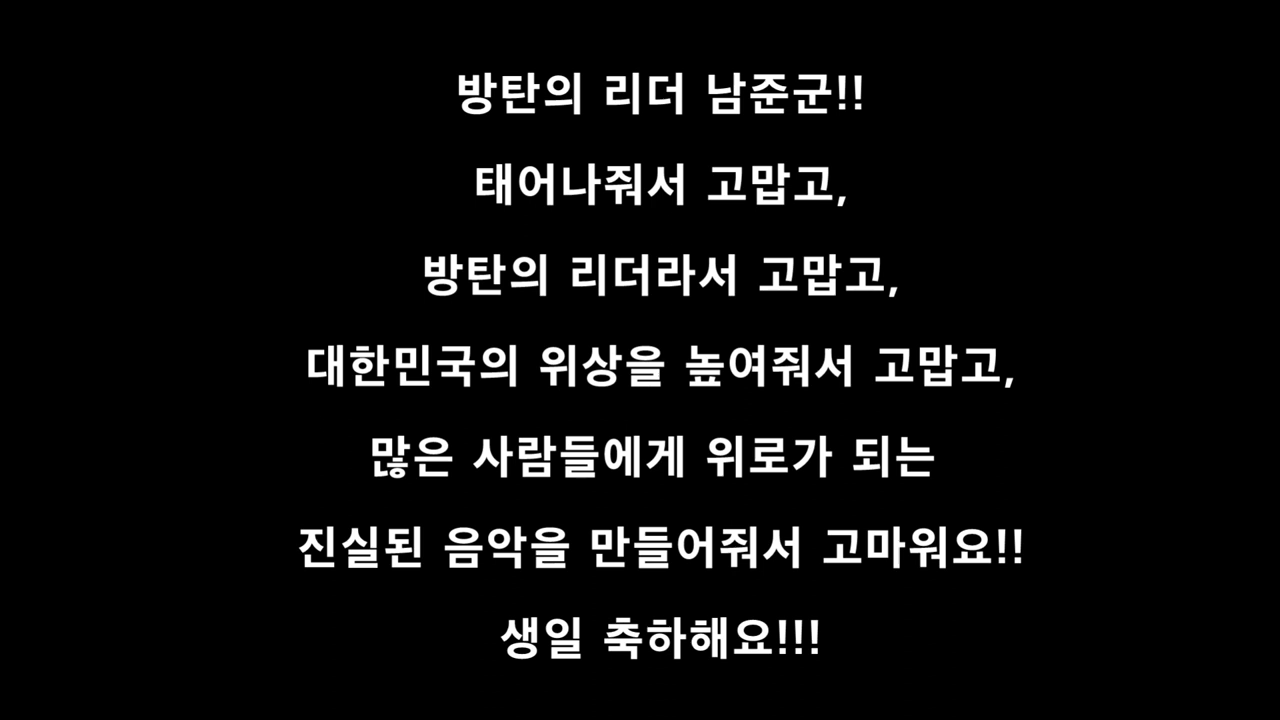 방탄의 리더 남준군!!
태어나줘서 고맙고,
방탄의 리더라서 고맙고,
대한민국의 위상을 높여줘서 고맙고,
많은 사람들에게 위로가 되는
진실된 음악을 만들어줘서 고마워요!!
생일 축하해요!!!